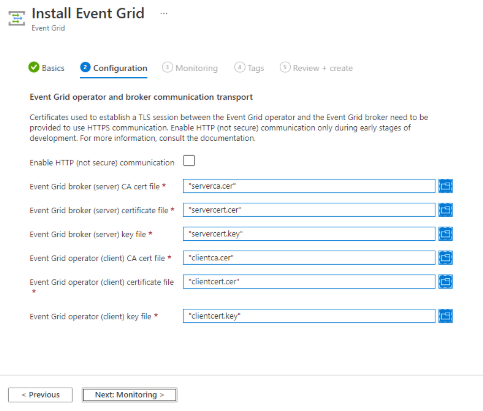 Install Event Grid ...
Event Grid
Basics
2 Configuration
3 Monitoring
4 Tags
5 Review + create
Event Grid operator and broker communication transport
Certificates used to establish a TLS session between the Event Grid operator and the Event Grid broker need to be
provided to use HTTPS communication. Enable HTTP (not secure) communication only during early stages of
development. For more information, consult the documentation.
Enable HTTP (not secure) communication
Event Grid broker (server) CA cert file * "serverca.cer"
Event Grid broker (server) certificate file * "servercert.cer"
Event Grid broker (server) key file * "servercert.key"
Event Grid operator (client) CA cert file * "clientca.cer"
Event Grid operator (client) certificate file "clientcert.cer"
*
Event Grid operator (client) key file * "clientcert.key"
< Previous
Next: Monitoring >